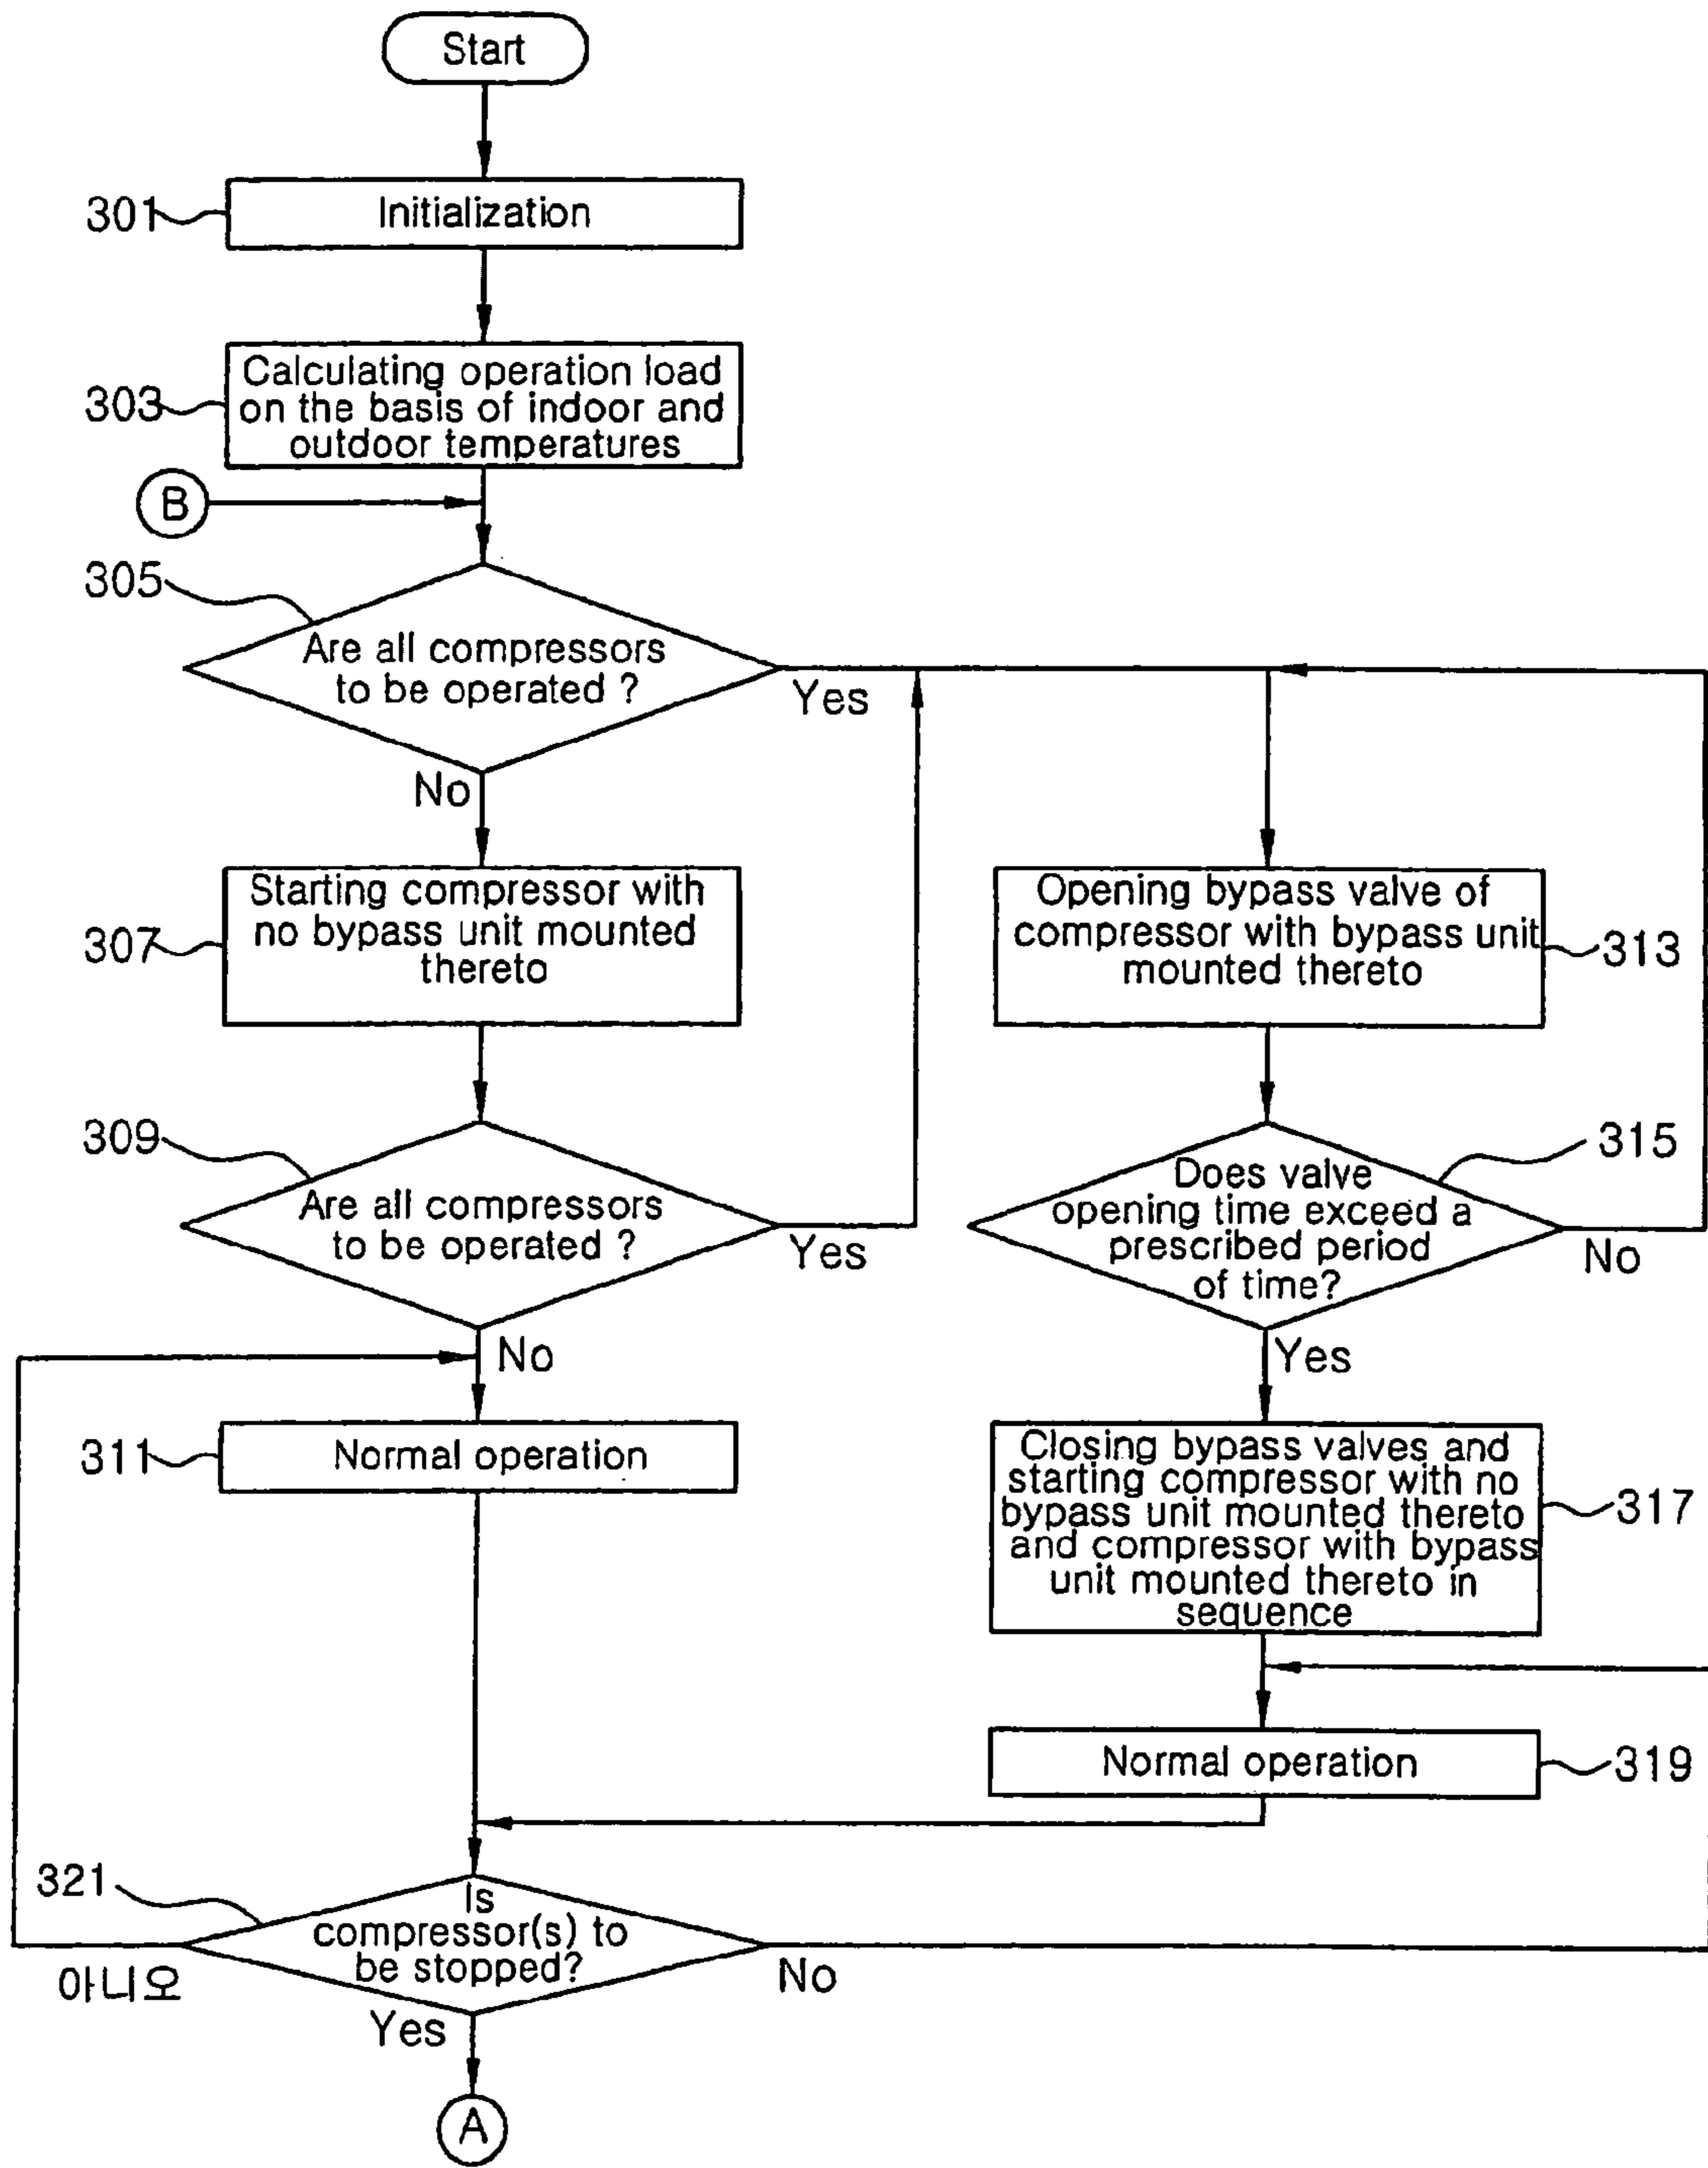 Start
301
Initialization
303
Calculating operation load
on the basis of indoor and
outdoor temperatures
B
305
Are all compressors
to be operated ?
Yes
No
307
Starting compressor with
no bypass unit mounted
thereto
Opening bypass valve of
compressor with bypass unit
mounted thereto
313
309
Are all compressors
to be operated ?
Yes
No
315
Does valve
opening time exceed a
prescribed period
of time?
No
Yes
311
Normal operation
Closing bypass valves and
starting compressor with no
bypass unit mounted thereto
and compressor with bypass
unit mounted thereto in
sequence
317
Normal operation
319
321
Is
compressor(s) to
be stopped?
아니오
No
Yes
A